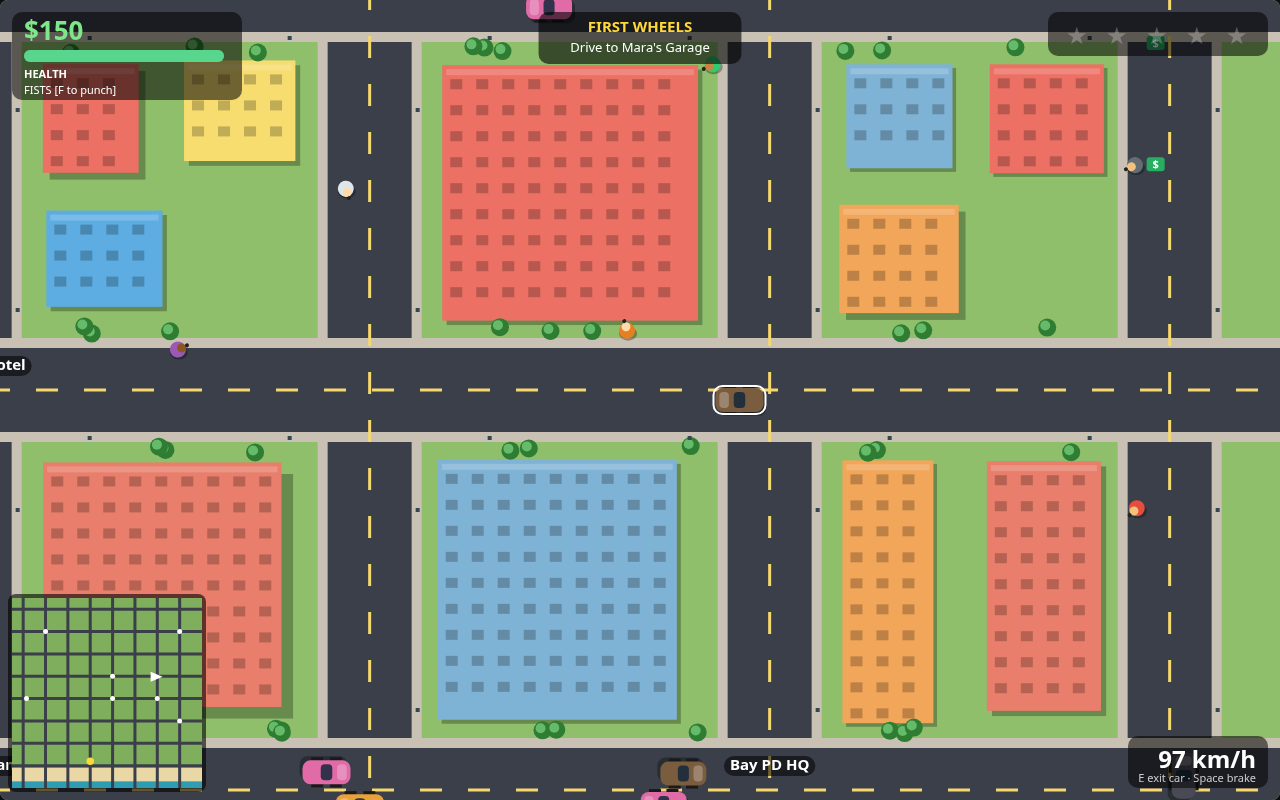 $150
HEALTH
FISTS [F to punch]
FIRST WHEELS
Drive to Mara's Garage
★ ★ ★ ★ ★
$
$
otel
Bay PD HQ
97 km/h
E exit car · Space brake